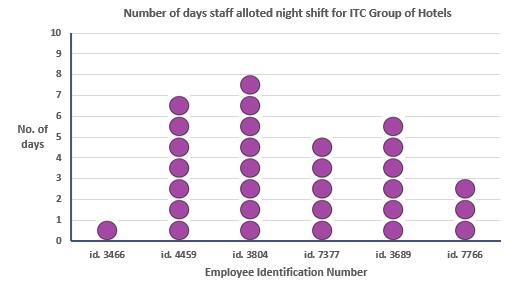 Number of days staff alloted night shift for ITC Group of Hotels
10
9
8
7
6
5
4
3
2
1
0
No. of
days
id. 3466 id. 4459 id. 3804 id. 7377 id. 3689 id. 7766
Employee Identification Number